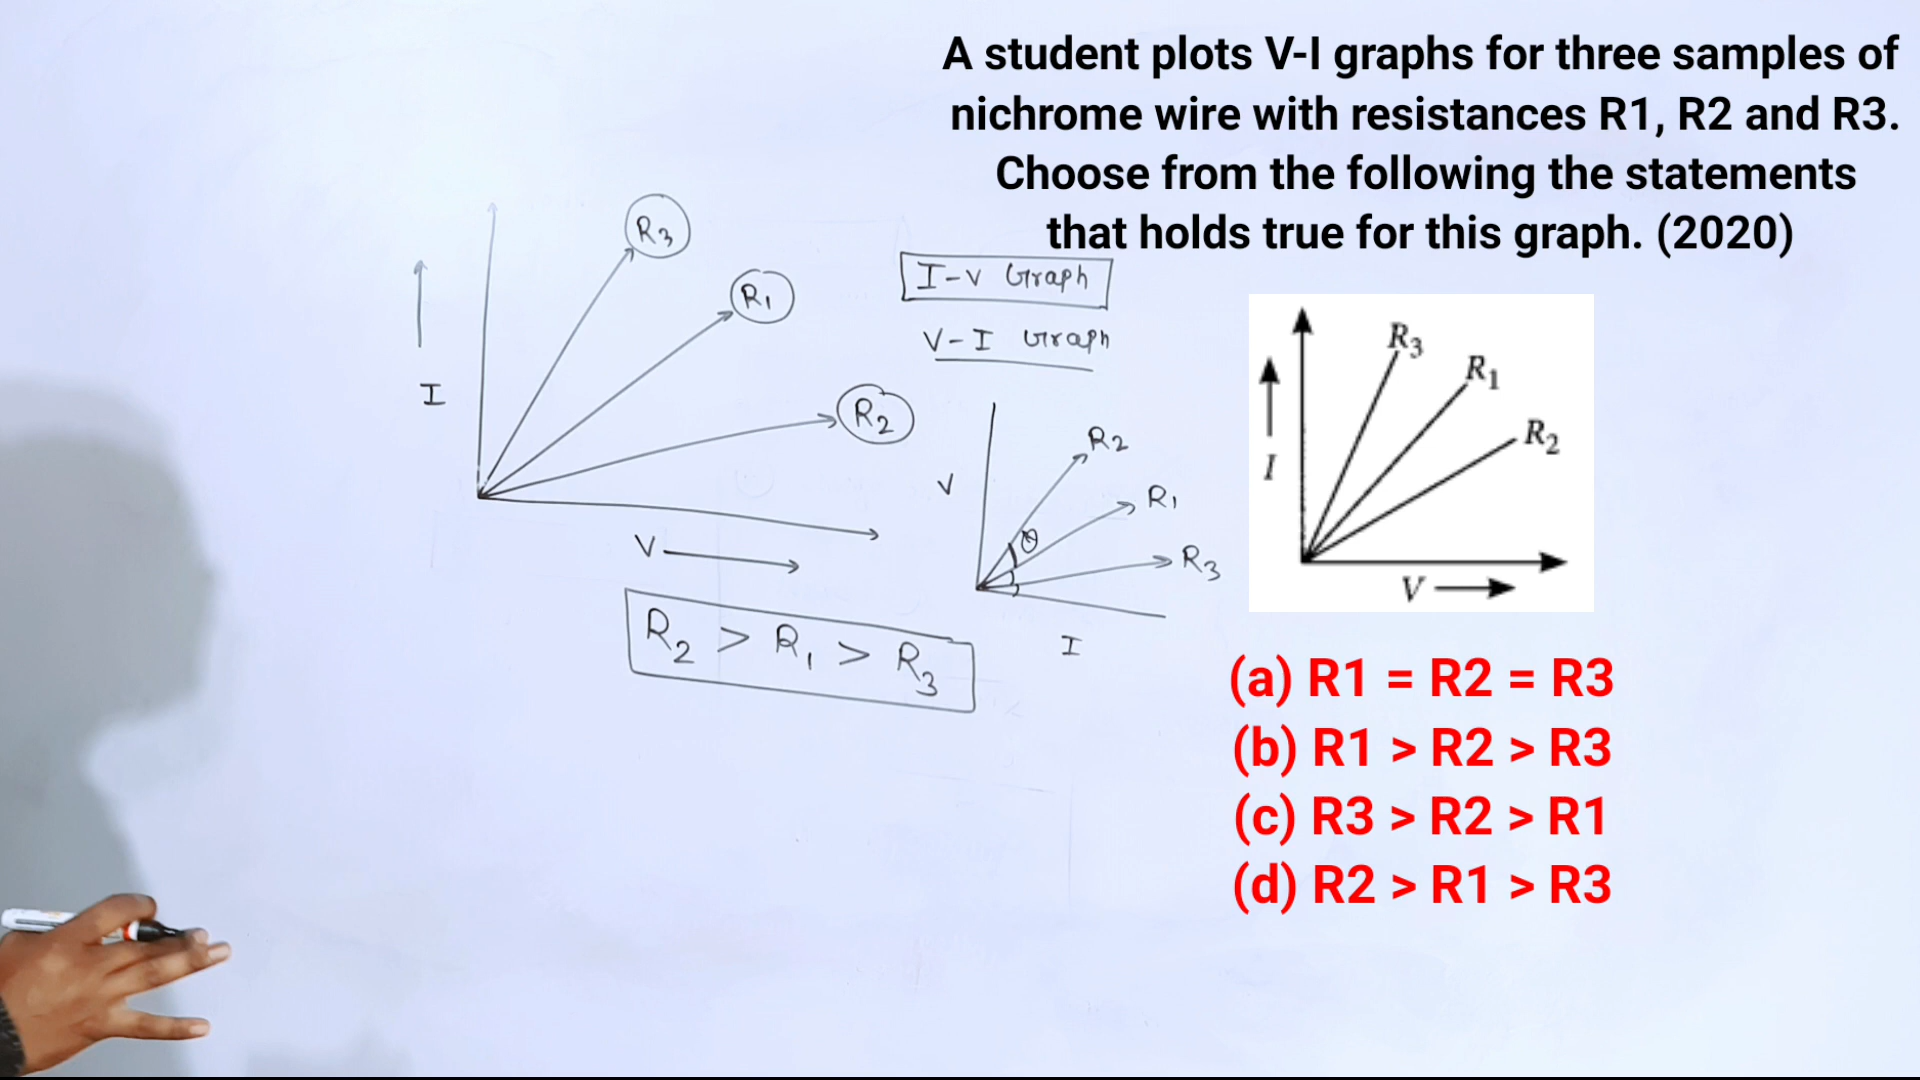 A student plots V-I graphs for three samples of
nichrome wire with resistances R1, R2 and R3.
Choose from the following the statements
that holds true for this graph. (2020)
R3
R1
R2
I
V
I-V Graph
V-I Graph
V
R2
R1
R3
θ
I
R2 > R1 > R3
R3
R1
R2
I
V
(a) R1 = R2 = R3
(b) R1 > R2 > R3
(c) R3 > R2 > R1
(d) R2 > R1 > R3